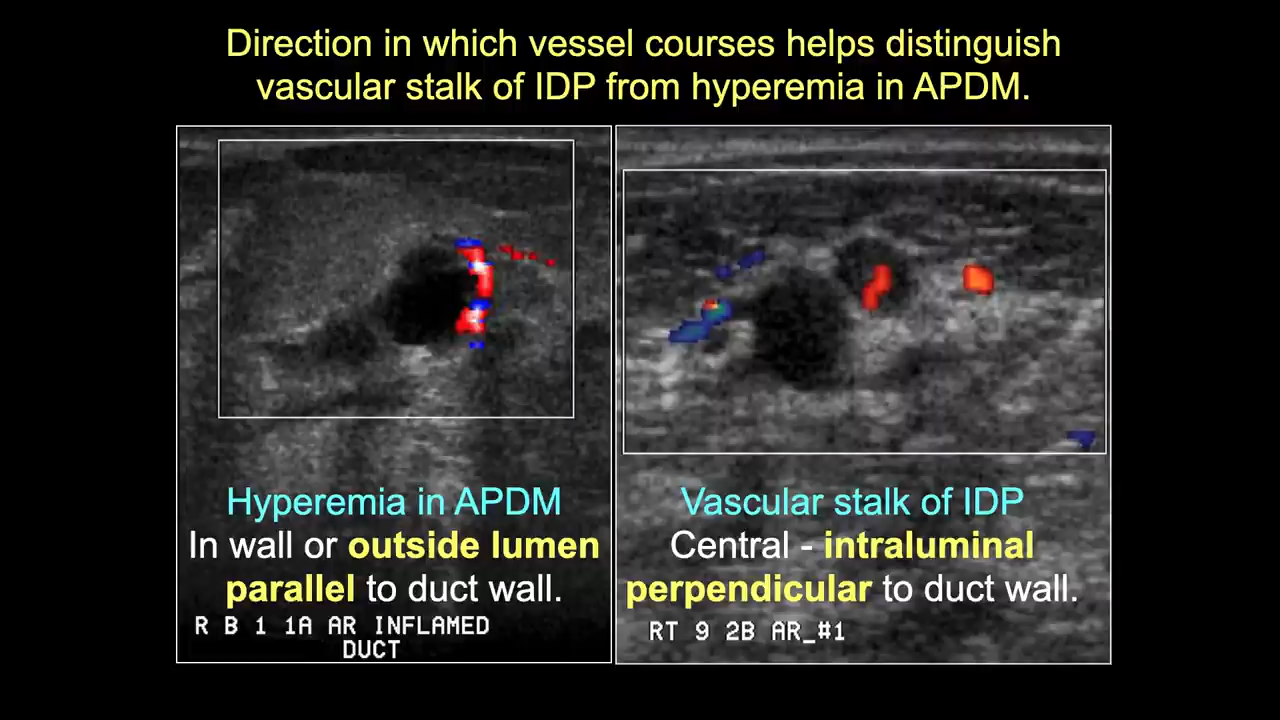 Direction in which vessel courses helps distinguish
vascular stalk of IDP from hyperemia in APDM.
Hyperemia in APDM
In wall or outside lumen
parallel to duct wall.
R B 1 1A AR INFLAMED
DUCT
Vascular stalk of IDP
Central - intraluminal
perpendicular to duct wall.
RT 9 2B AR_#1